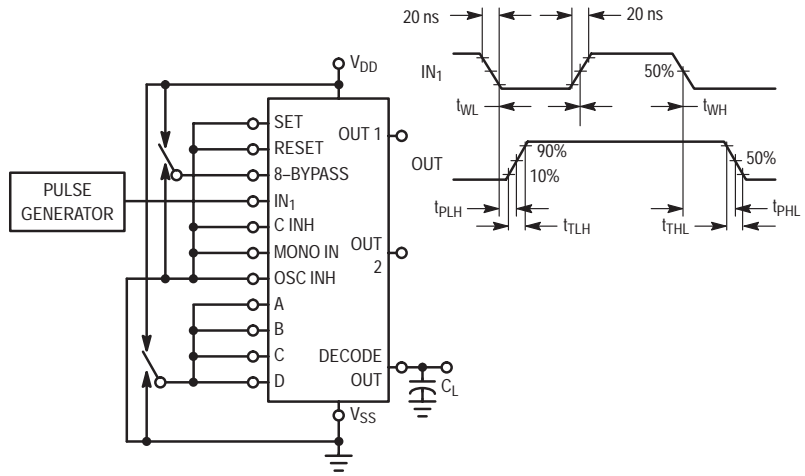 20 ns
20 ns
IN1
50%
tWL
tWH
OUT
90%
10%
50%
tPLH
tTLH
tTHL
tPHL
VDD
PULSE
GENERATOR
SET
RESET
8–BYPASS
IN1
C INH
MONO IN
OSC INH
A
B
C
D
OUT 1
OUT
2
DECODE
OUT
CL
VSS